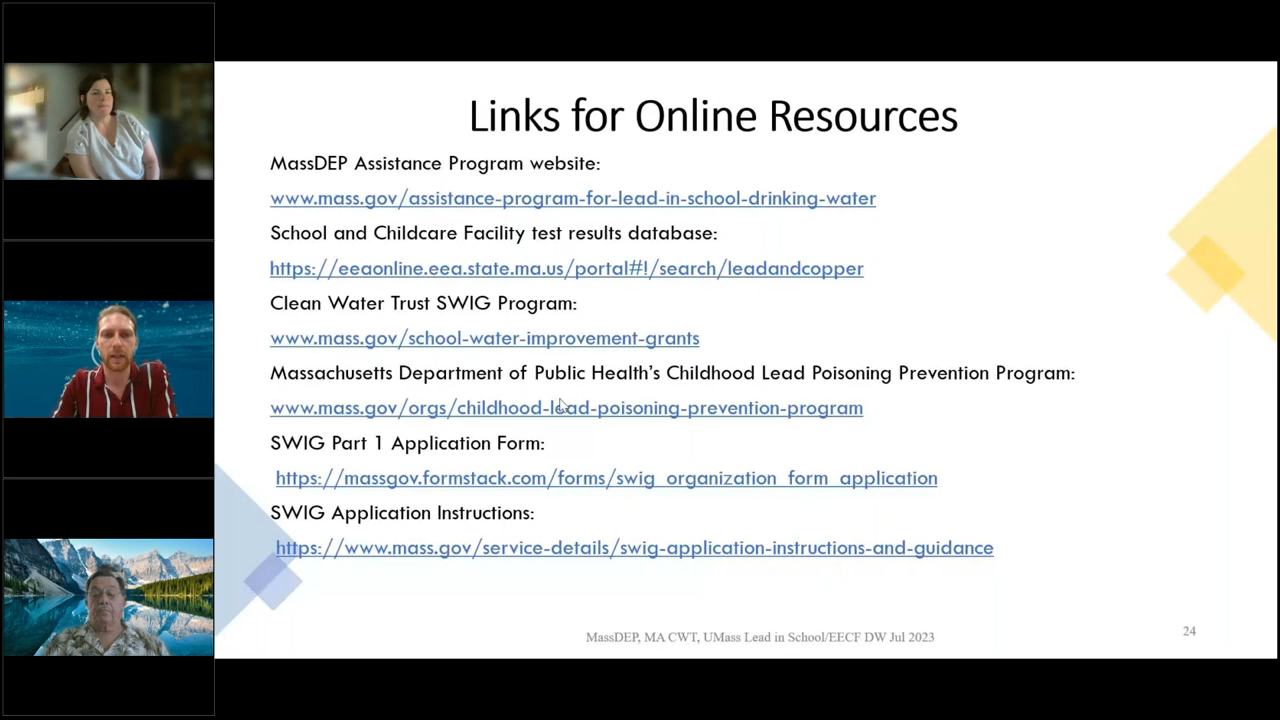 Links for Online Resources
MassDEP Assistance Program website:
www.mass.gov/assistance-program-for-lead-in-school-drinking-water
School and Childcare Facility test results database:
https://eeaonline.eea.state.ma.us/portal#!/search/leadandcopper
Clean Water Trust SWIG Program:
www.mass.gov/school-water-improvement-grants
Massachusetts Department of Public Health's Childhood Lead Poisoning Prevention Program:
www.mass.gov/orgs/childhood-lead-poisoning-prevention-program
SWIG Part 1 Application Form:
https://massgov.formstack.com/forms/swig_organization_form_application
SWIG Application Instructions:
https://www.mass.gov/service-details/swig-application-instructions-and-guidance
MassDEP, MA CWT, UMass Lead in School/EECF DW Jul 2023
24